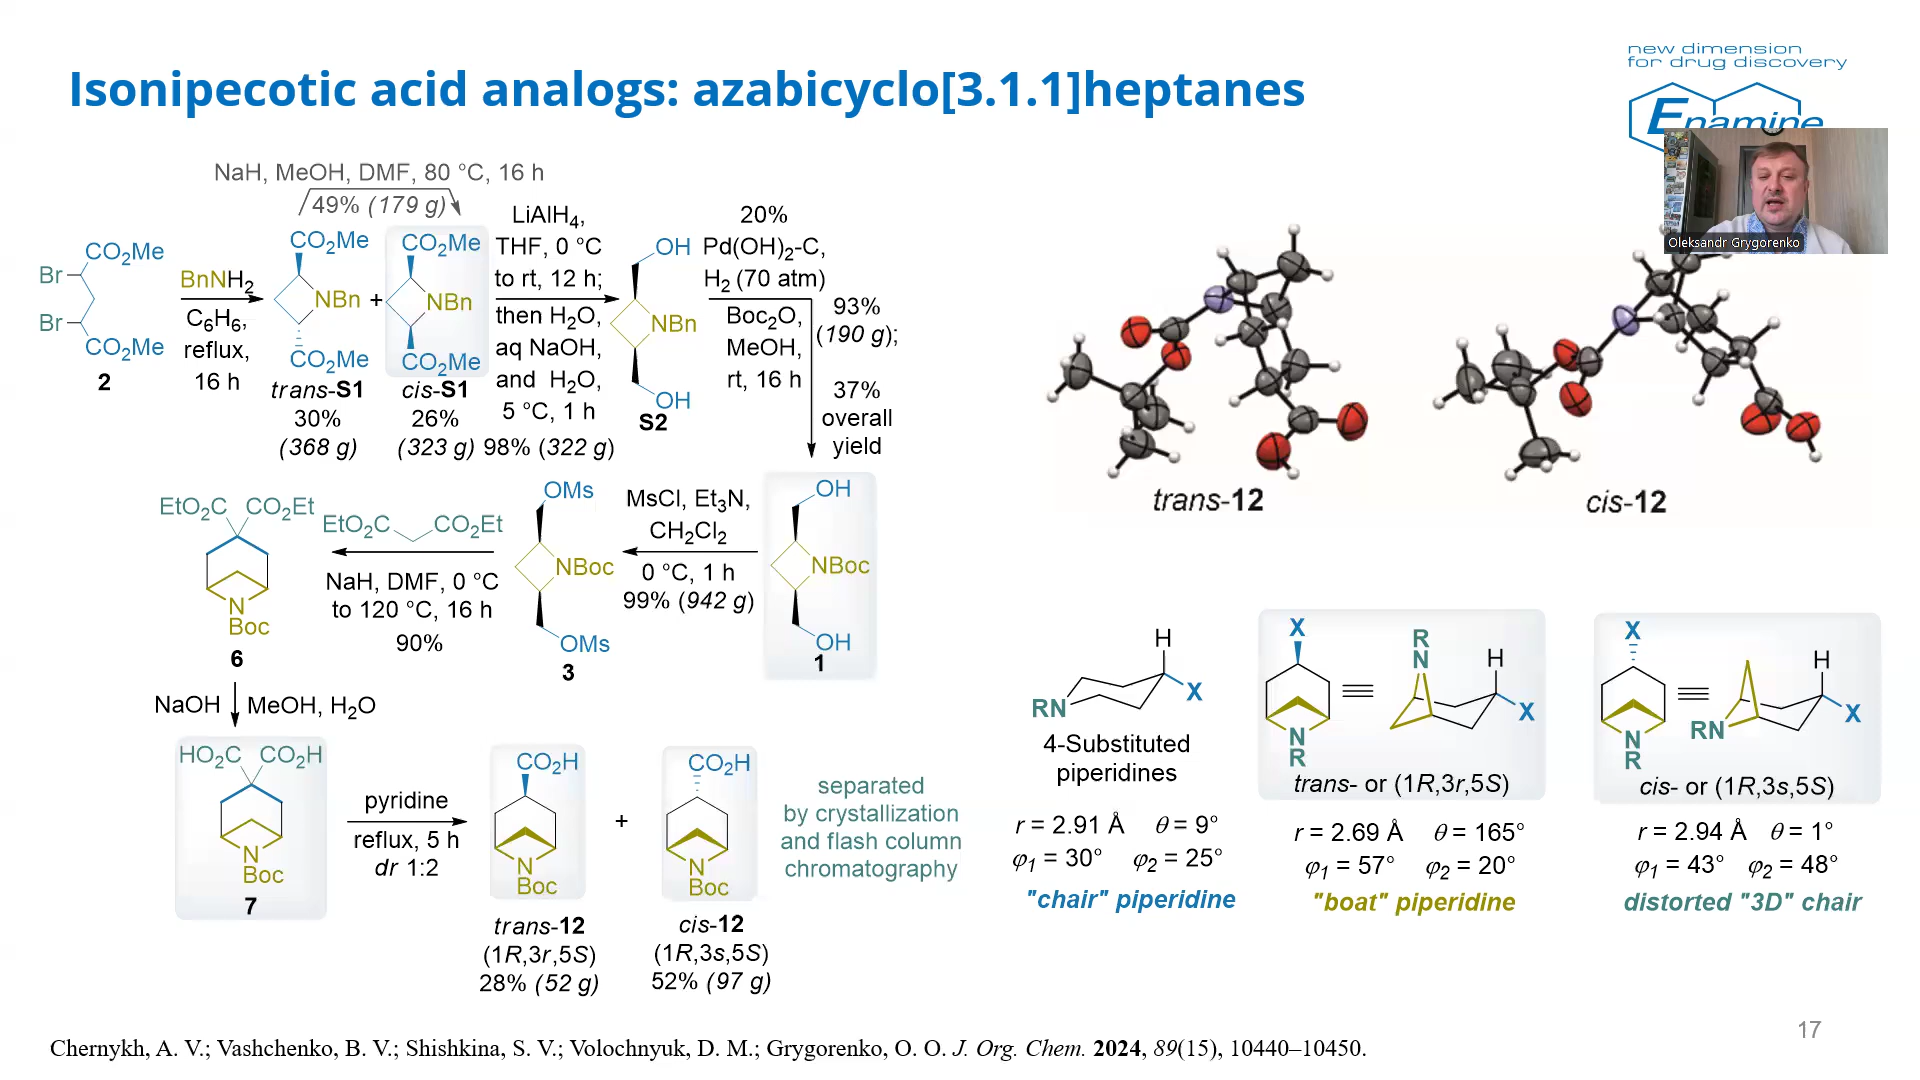 Isonipecotic acid analogs: azabicyclo[3.1.1]heptanes
new dimension
for drug discovery
Enamine
Oleksandr Grygorenko
NaH, MeOH, DMF, 80 °C, 16 h
49% (179 g)
CO2Me
Br
Br
CO2Me
2
BnNH2
C6H6,
reflux,
16 h
CO2Me
NBn
CO2Me
trans-S1
30%
(368 g)
+
CO2Me
NBn
CO2Me
cis-S1
26%
(323 g)
LiAlH4,
THF, 0 °C
to rt, 12 h;
then H2O,
aq NaOH,
and H2O,
5 °C, 1 h
98% (322 g)
OH
NBn
OH
S2
20%
Pd(OH)2-C,
H2 (70 atm)
Boc2O,
MeOH,
rt, 16 h
93%
(190 g);
37%
overall
yield
OH
NBoc
OH
1
MsCl, Et3N,
CH2Cl2
0 °C, 1 h
99% (942 g)
OMs
NBoc
OMs
3
EtO2C CO2Et
NaH, DMF, 0 °C
to 120 °C, 16 h
90%
EtO2C CO2Et
N
Boc
6
NaOH MeOH, H2O
HO2C CO2H
N
Boc
7
pyridine
reflux, 5 h
dr 1:2
CO2H
N
Boc
trans-12
(1R,3r,5S)
28% (52 g)
+
CO2H
N
Boc
cis-12
(1R,3s,5S)
52% (97 g)
separated
by crystallization
and flash column
chromatography
trans-12
cis-12
H
X
RN
4-Substituted
piperidines
r = 2.91 Å θ = 9°
φ1 = 30° φ2 = 25°
"chair" piperidine
X
N
R
R
N
H
X
trans- or (1R,3r,5S)
r = 2.69 Å θ = 165°
φ1 = 57° φ2 = 20°
"boat" piperidine
X
N
R
H
X
RN
cis- or (1R,3s,5S)
r = 2.94 Å θ = 1°
φ1 = 43° φ2 = 48°
distorted "3D" chair
17
Chernykh, A. V.; Vashchenko, B. V.; Shishkina, S. V.; Volochnyuk, D. M.; Grygorenko, O. O. J. Org. Chem. 2024, 89(15), 10440–10450.